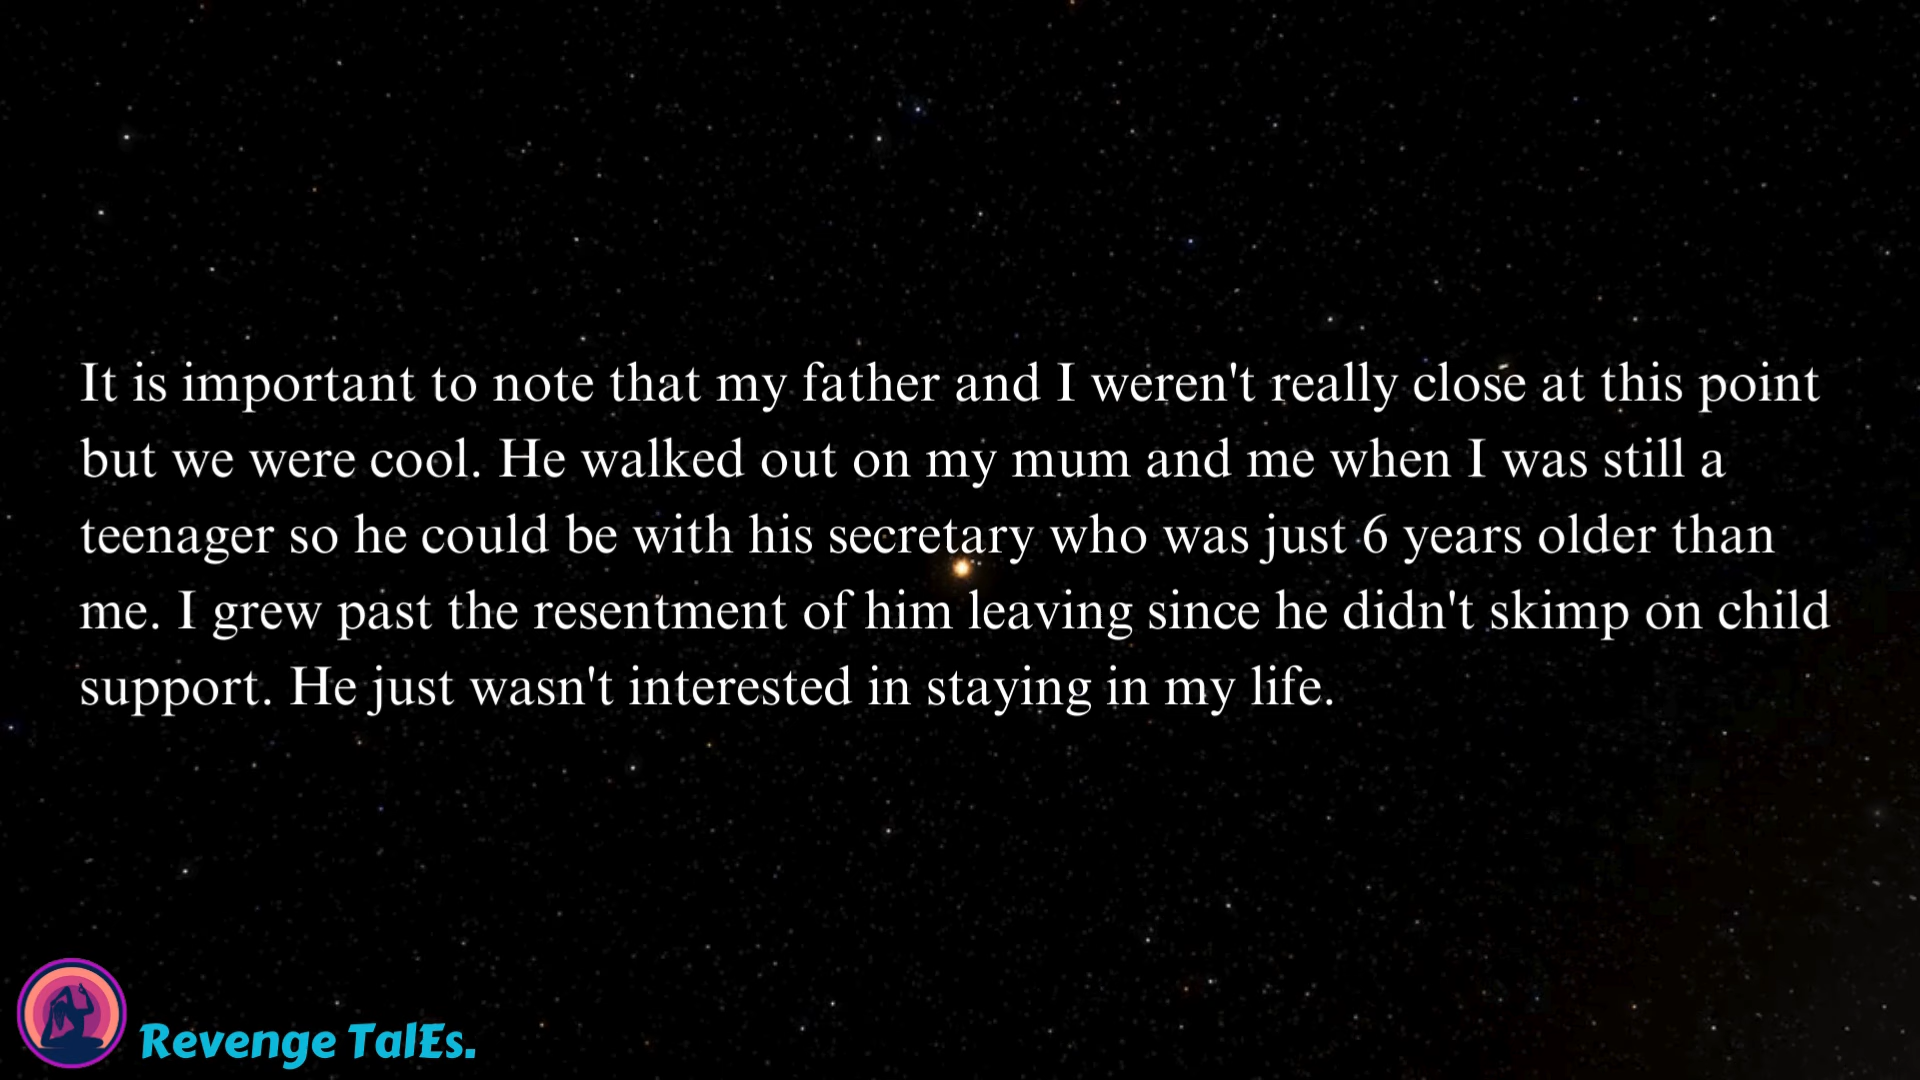 It is important to note that my father and I weren't really close at this point
but we were cool. He walked out on my mum and me when I was still a
teenager so he could be with his secretary who was just 6 years older than
me. I grew past the resentment of him leaving since he didn't skimp on child
support. He just wasn't interested in staying in my life.
Revenge TalEs.